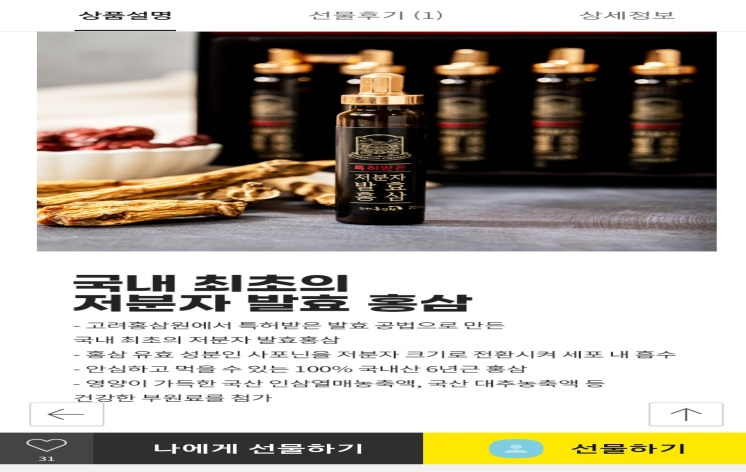 상품설명 선물후기 (1) 상세정보
특허받은
저분자
발효
홍삼
국내 최초의
저분자 발효 홍삼
- 고려홍삼원에서 특허받은 발효 공법으로 만든
국내 최초의 저분자 발효홍삼
- 홍삼 유효 성분인 사포닌을 저분자 크기로 전환시켜 세포 내 흡수
- 안심하고 먹을 수 있는 100% 국내산 6년근 홍삼
- 영양이 가득한 국산 인삼열매농축액, 국산 대추농축액 등
건강한 부원료를 첨가
31 나에게 선물하기 선물하기